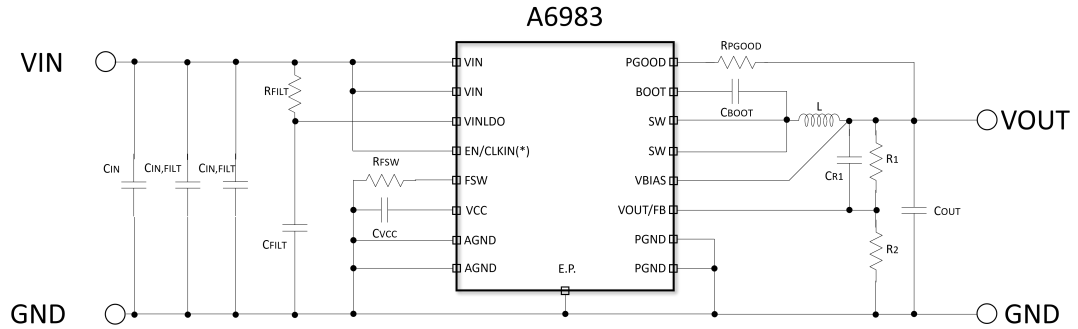 A6983
VIN
GND
CIN
CIN,FILT
CIN,FILT
RFILT
CFILT
RFSW
CVCC
VIN
VIN
VINLDO
EN/CLKIN(*)
FSW
VCC
AGND
AGND
E.P.
PGOOD
BOOT
SW
SW
VBIAS
VOUT/FB
PGND
PGND
RPGOOD
CBOOT
L
CR1
R1
R2
COUT
VOUT
GND